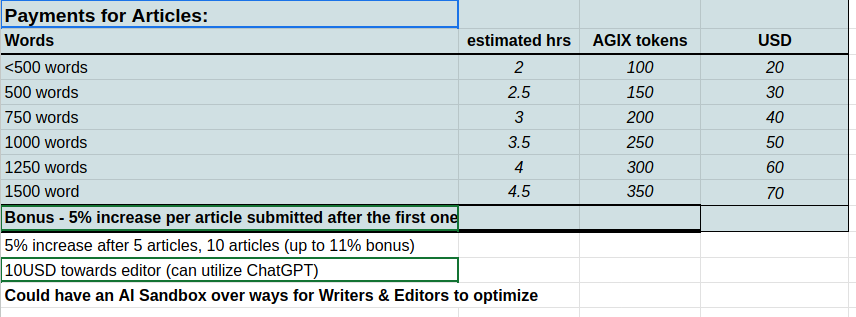 Payments for Articles:
Words estimated hrs AGIX tokens USD
<500 words 2 100 20
500 words 2.5 150 30
750 words 3 200 40
1000 words 3.5 250 50
1250 words 4 300 60
1500 word 4.5 350 70
Bonus - 5% increase per article submitted after the first one
5% increase after 5 articles, 10 articles (up to 11% bonus)
10USD towards editor (can utilize ChatGPT)
Could have an AI Sandbox over ways for Writers & Editors to optimize